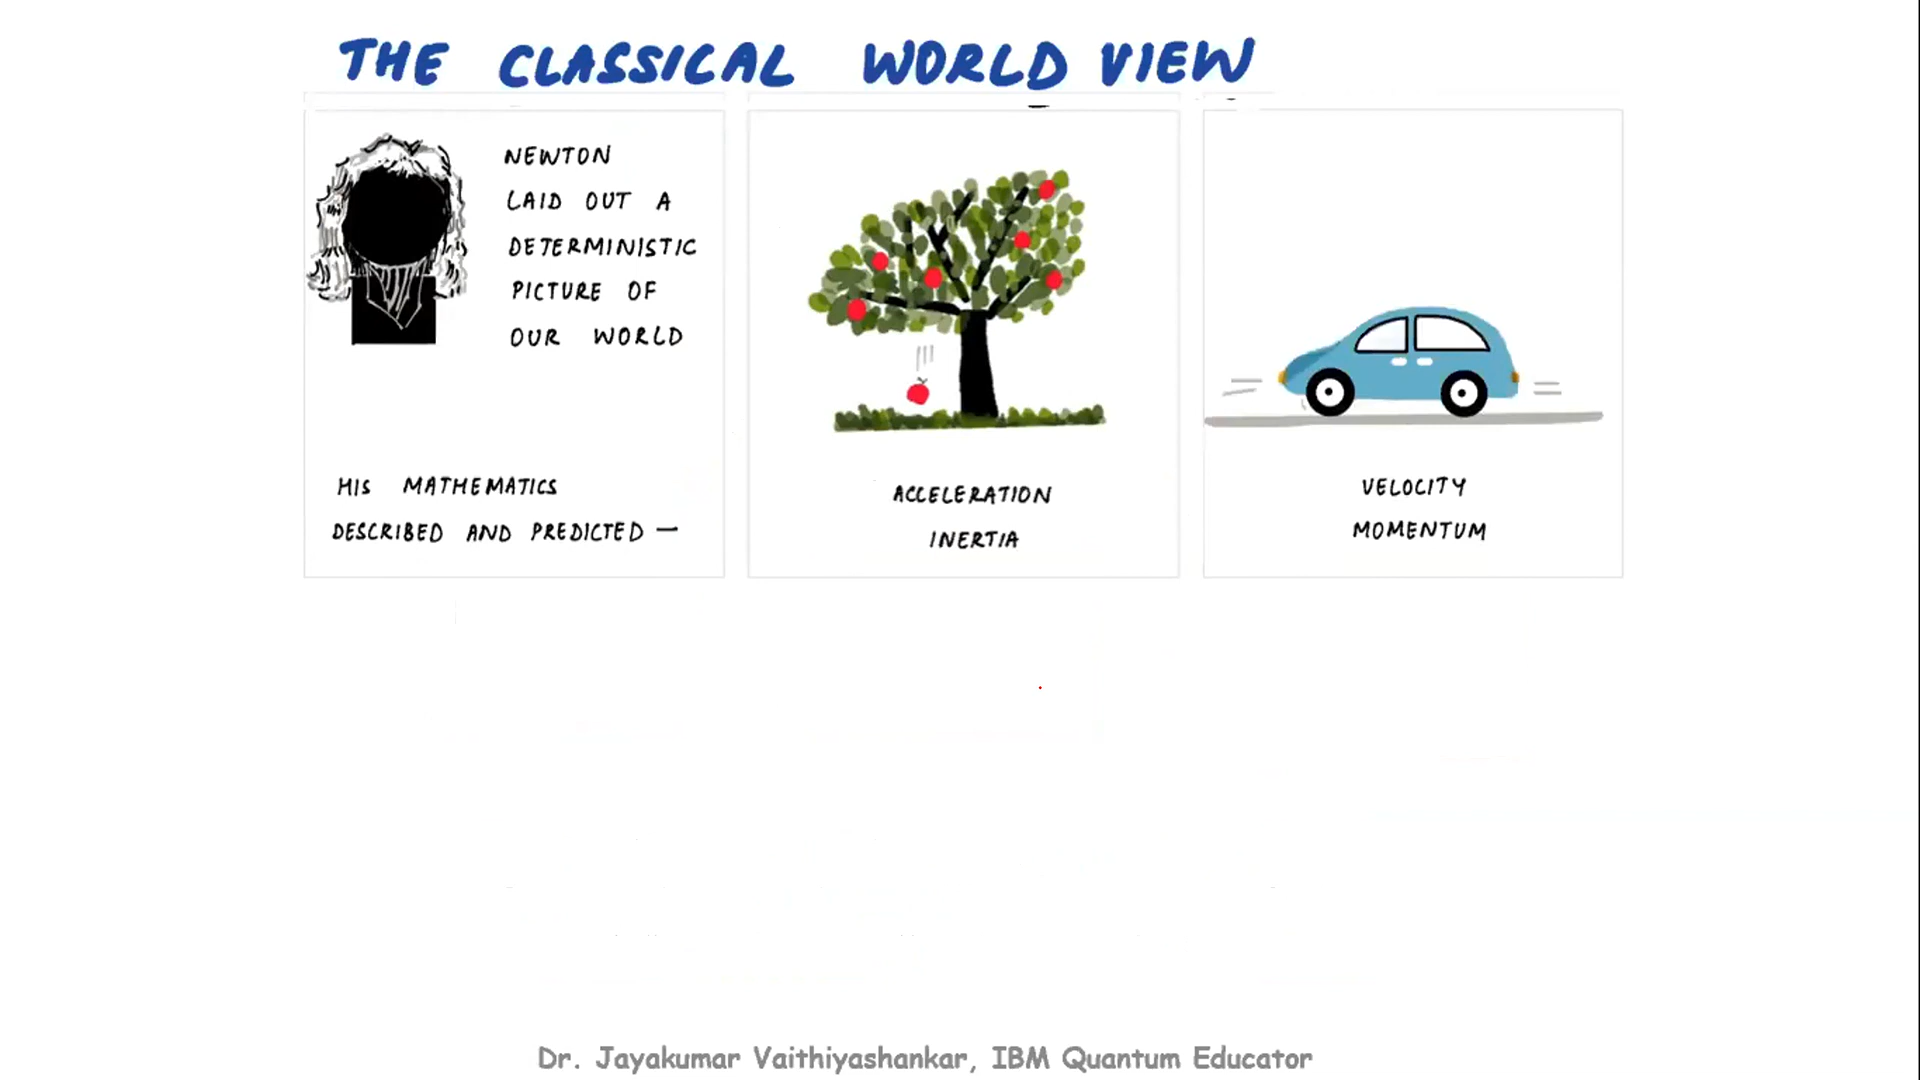 THE CLASSICAL WORLD VIEW
NEWTON
LAID OUT A
DETERMINISTIC
PICTURE OF
OUR WORLD
HIS MATHEMATICS
DESCRIBED AND PREDICTED —
ACCELERATION
INERTIA
VELOCITY
MOMENTUM
Dr. Jayakumar Vaithiyashankar, IBM Quantum Educator